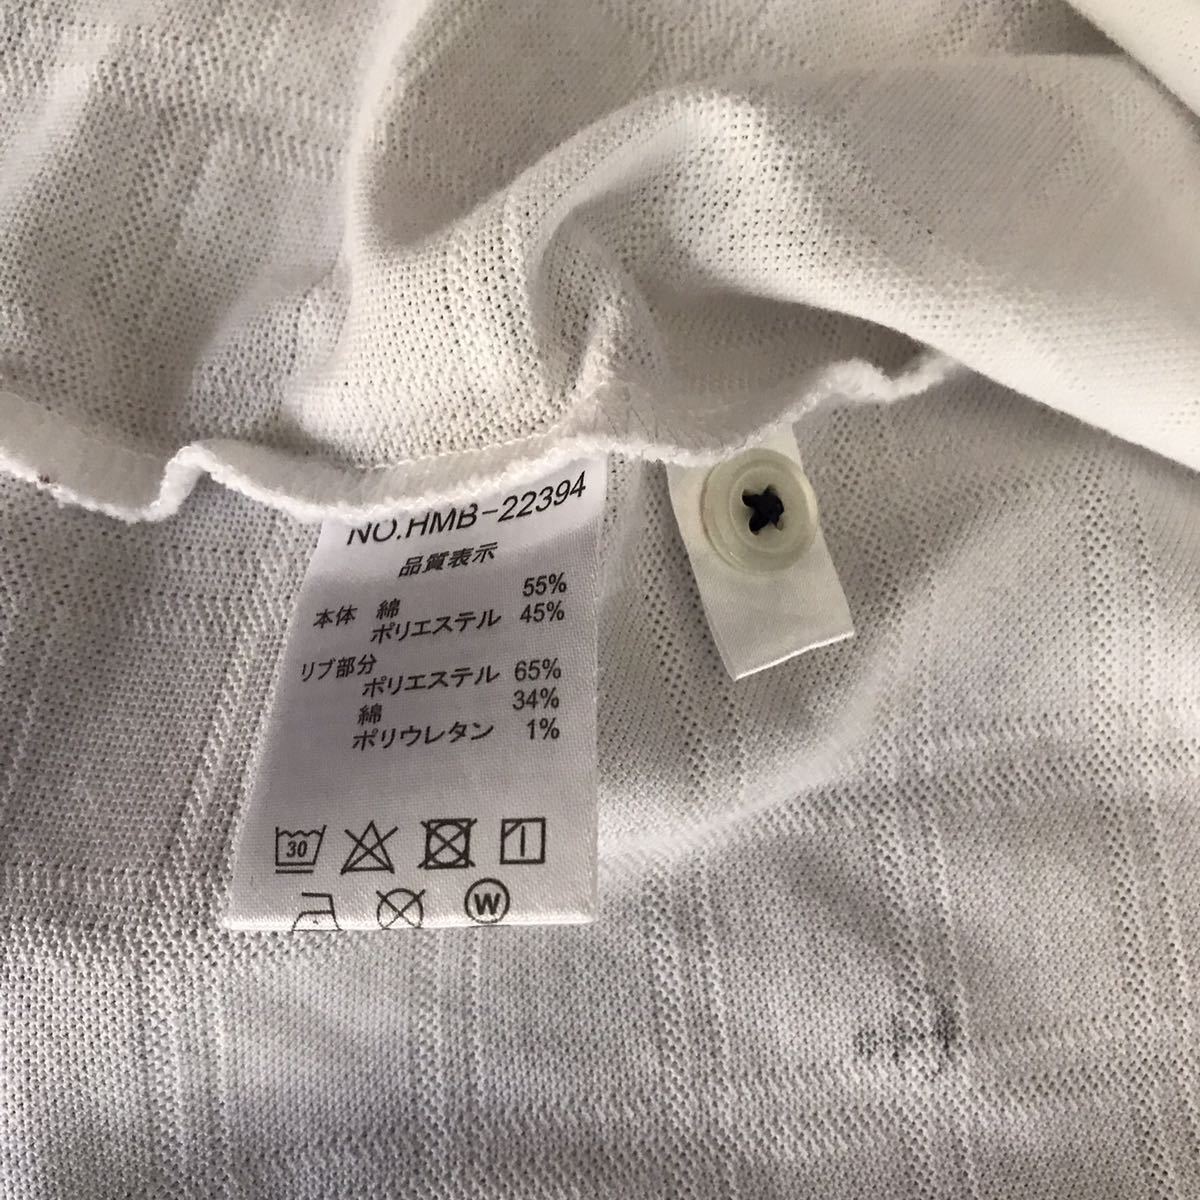 NO.HMB-22394
品質表示
本体 綿 55%
ポリエステル 45%
リブ部分
ポリエステル 65%
綿 34%
ポリウレタン 1%
30
W